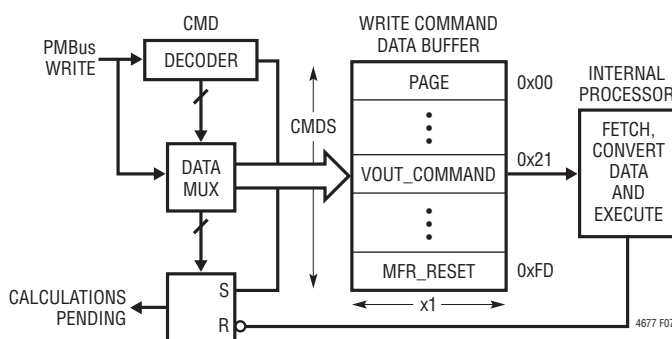 CMD
PMBus
WRITE
DECODER
WRITE COMMAND
DATA BUFFER
PAGE
0x00
INTERNAL
PROCESSOR
CMDS
DATA
MUX
VOUT_COMMAND
0x21
FETCH,
CONVERT
DATA
AND
EXECUTE
MFR_RESET
0xFD
CALCULATIONS
PENDING
S
R
x1
4677 F07